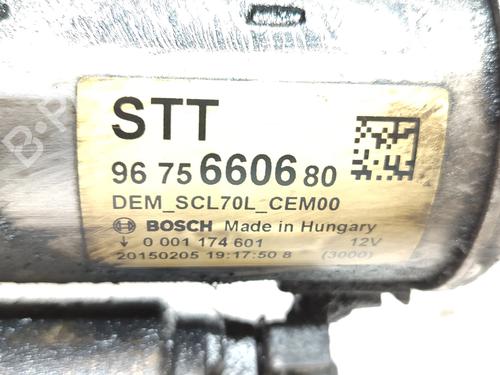 STT
96 75 6606 80
DEM_SCL70L_CEM00
BOSCH Made in Hungary
0 001 174 601 12V
20150205 19:17:50 8 (3000)